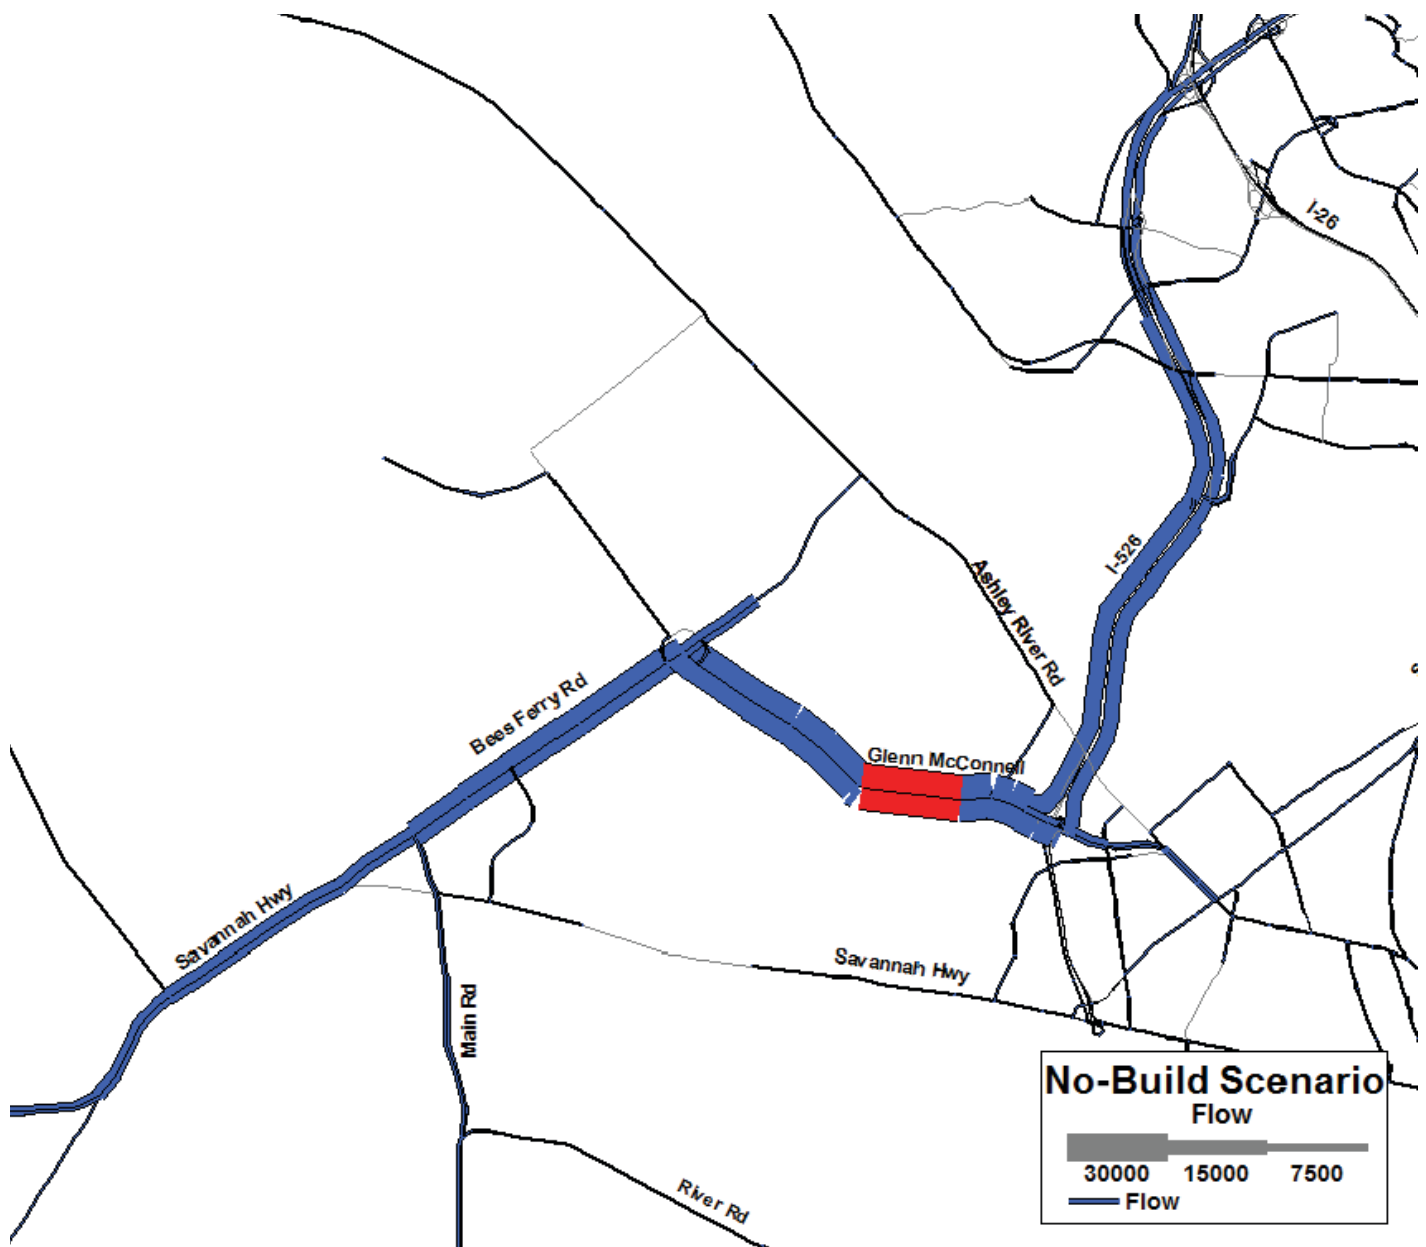 I-26
I-526
Ashley River Rd
Bees Ferry Rd
Glenn McConnell
Savannah Hwy
Savannah Hwy
Main Rd
River Rd
No-Build Scenario
Flow
30000 15000 7500
Flow